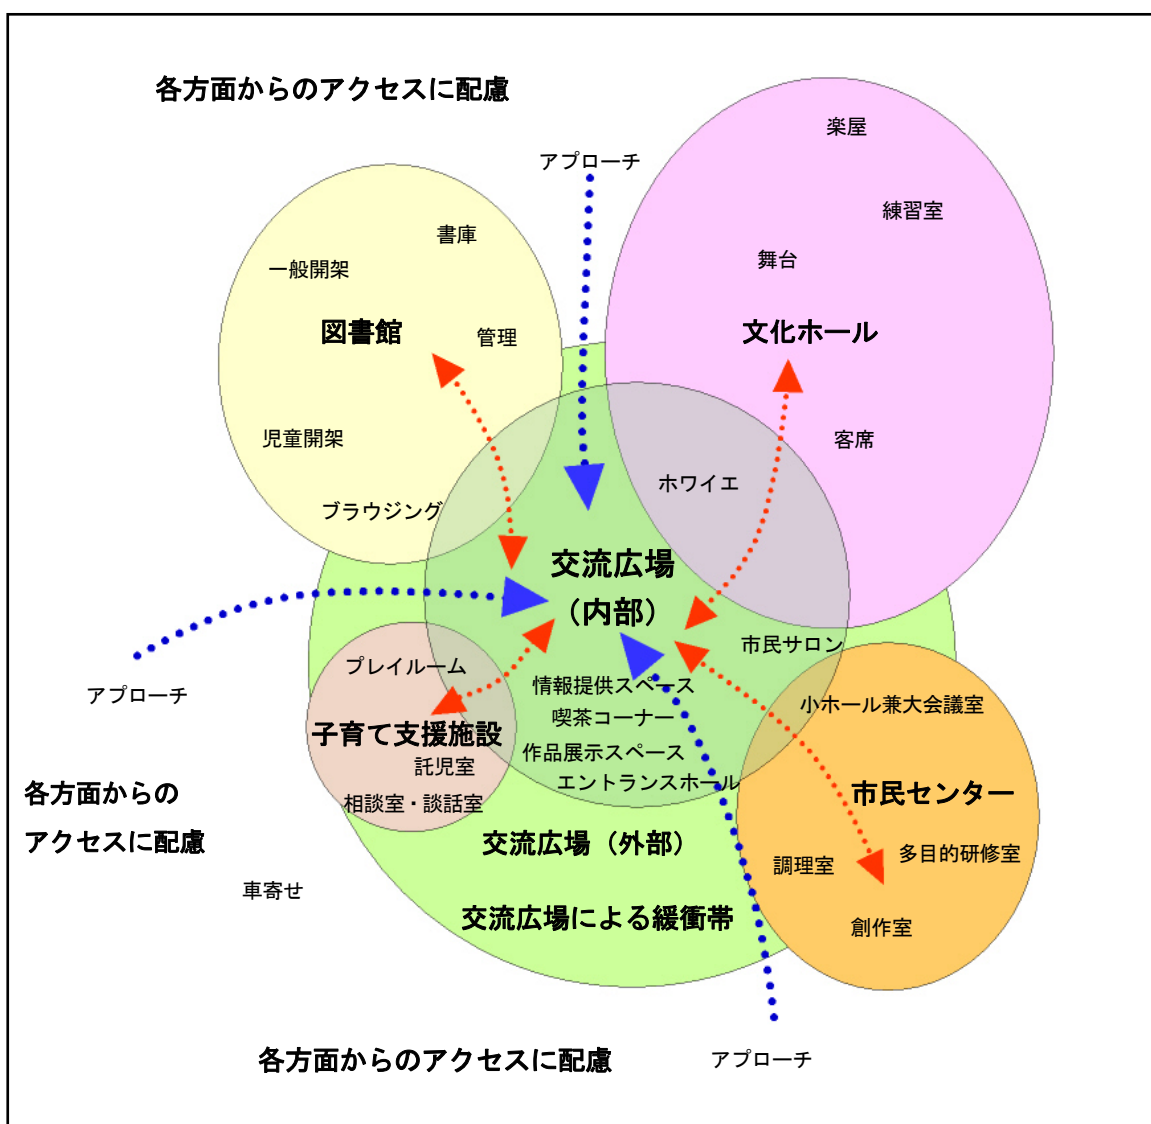 各方面からのアクセスに配慮
楽屋
アプローチ
練習室
書庫
舞台
一般開架
図書館
管理
文化ホール
児童開架
客席
ホワイエ
ブラウジング
交流広場
（内部）
市民サロン
プレイルーム
アプローチ
情報提供スペース
小ホール兼大会議室
喫茶コーナー
子育て支援施設
作品展示スペース
託児室
エントランスホール
各方面からの
アクセスに配慮
市民センター
相談室・談話室
交流広場（外部）
多目的研修室
調理室
車寄せ
交流広場による緩衝帯
創作室
各方面からのアクセスに配慮
アプローチ